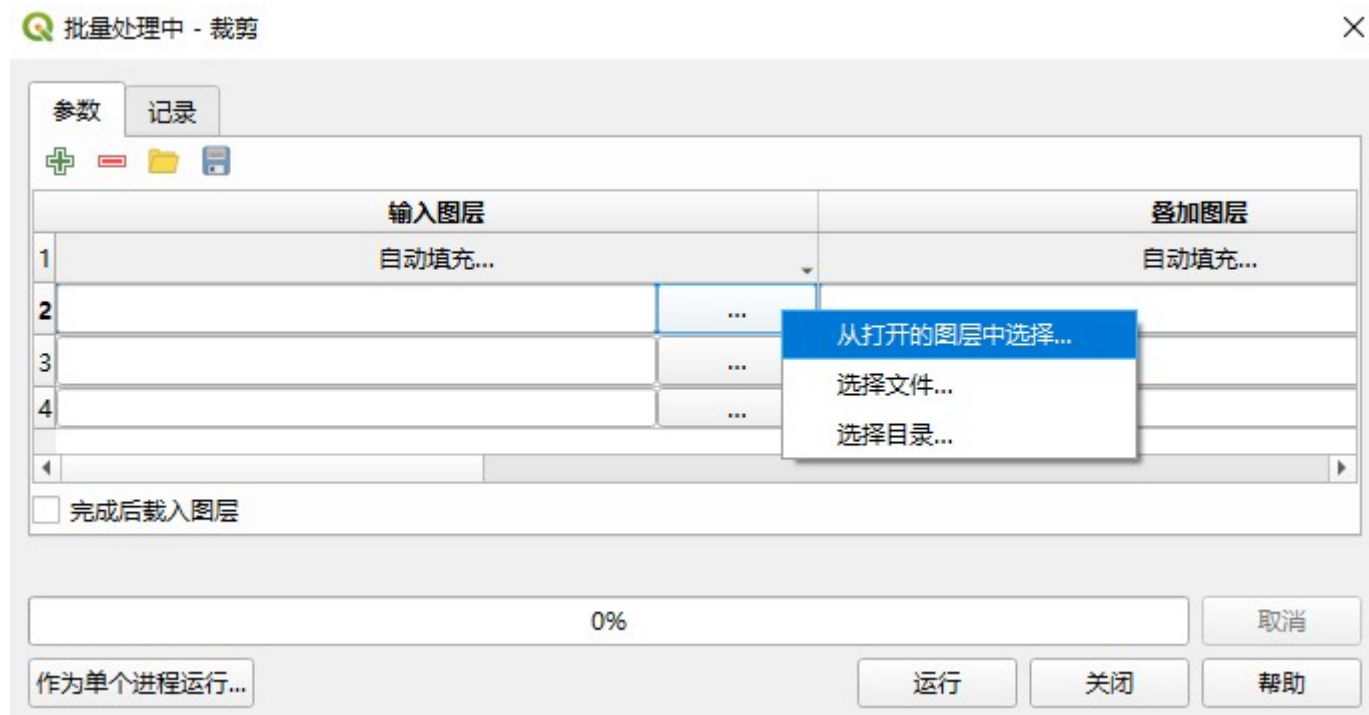 批量处理中 - 裁剪
参数 记录
输入图层 叠加图层
1 自动填充... 自动填充...
2 ...
从打开的图层中选择...
3 ...
选择文件...
4 ...
选择目录...
完成后载入图层
0% 取消
作为单个进程运行... 运行 关闭 帮助